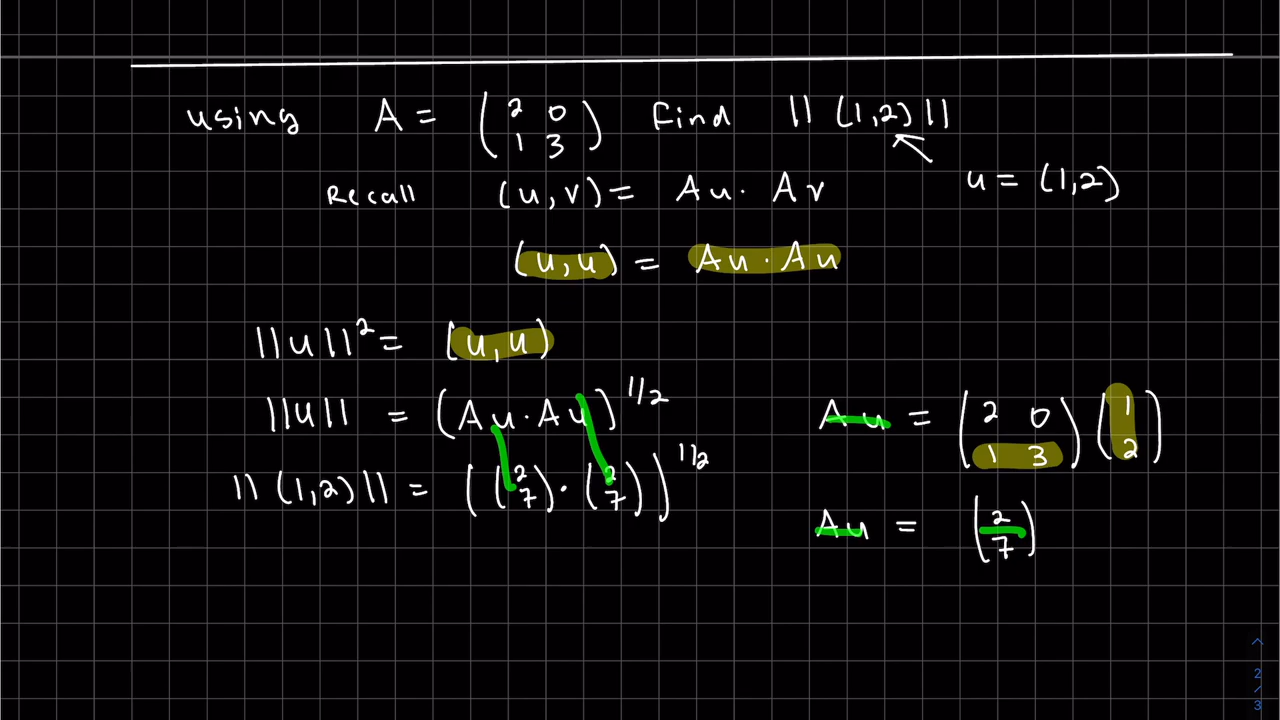 using A = (2 0 1 3) find ||(1,2)||
u = (1,2)
Recall (u,v) = Au · Av
(u,u) = Au · Au
||u||² = (u,u)
||u|| = (Au · Au)^1/2
||(1,2)|| = ((2 7) · (2 7))^1/2
Au = (2 0 1 3)(1 2)
Au = (2 7)
2/3